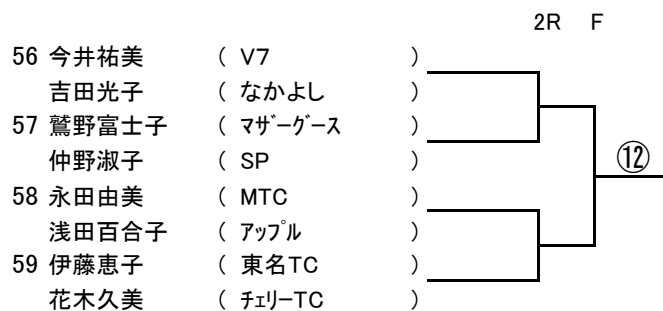 2R F
56 今井祐美 ( V7 )
吉田光子 ( なかよし )
57 鷲野富士子 ( ﾏｻﾞｰｸﾞｰｽ )
仲野淑子 ( SP )
⑫
58 永田由美 ( MTC )
浅田百合子 ( ｱｯﾌﾟﾙ )
59 伊藤恵子 ( 東名TC )
花木久美 ( ﾁｪﾘｰTC )